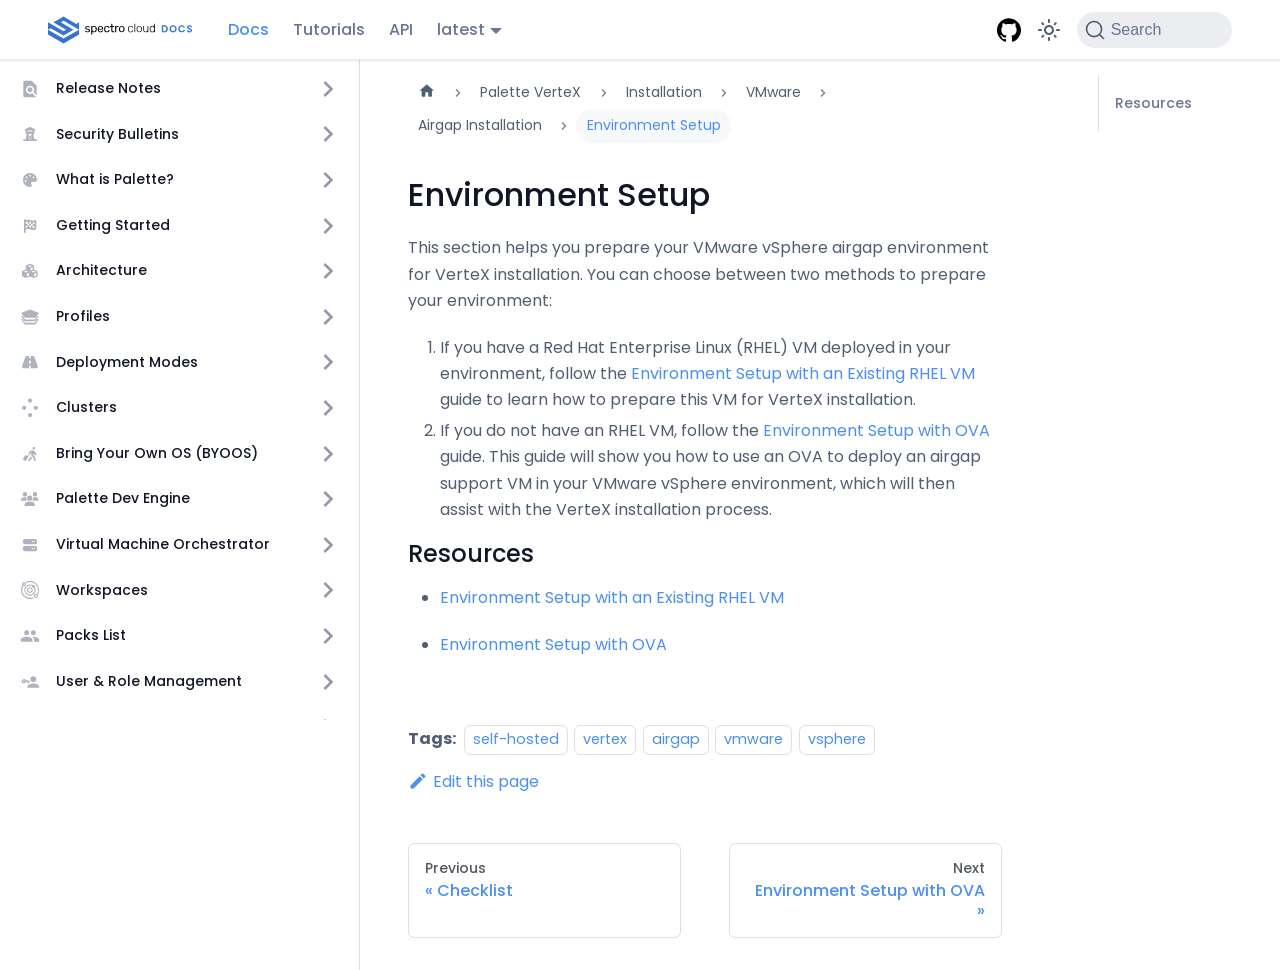 spectro cloud DOCS
Docs
Tutorials
API
latest
Search
Release Notes
Security Bulletins
What is Palette?
Getting Started
Architecture
Profiles
Deployment Modes
Clusters
Bring Your Own OS (BYOOS)
Palette Dev Engine
Virtual Machine Orchestrator
Workspaces
Packs List
User & Role Management
Palette VerteX
Installation
VMware
Airgap Installation
Environment Setup
Environment Setup
This section helps you prepare your VMware vSphere airgap environment
for VerteX installation. You can choose between two methods to prepare
your environment:
1. If you have a Red Hat Enterprise Linux (RHEL) VM deployed in your
environment, follow the Environment Setup with an Existing RHEL VM
guide to learn how to prepare this VM for VerteX installation.
2. If you do not have an RHEL VM, follow the Environment Setup with OVA
guide. This guide will show you how to use an OVA to deploy an airgap
support VM in your VMware vSphere environment, which will then
assist with the VerteX installation process.
Resources
• Environment Setup with an Existing RHEL VM
• Environment Setup with OVA
Tags: self-hosted vertex airgap vmware vsphere
Edit this page
Previous
« Checklist
Next
Environment Setup with OVA
»
Resources